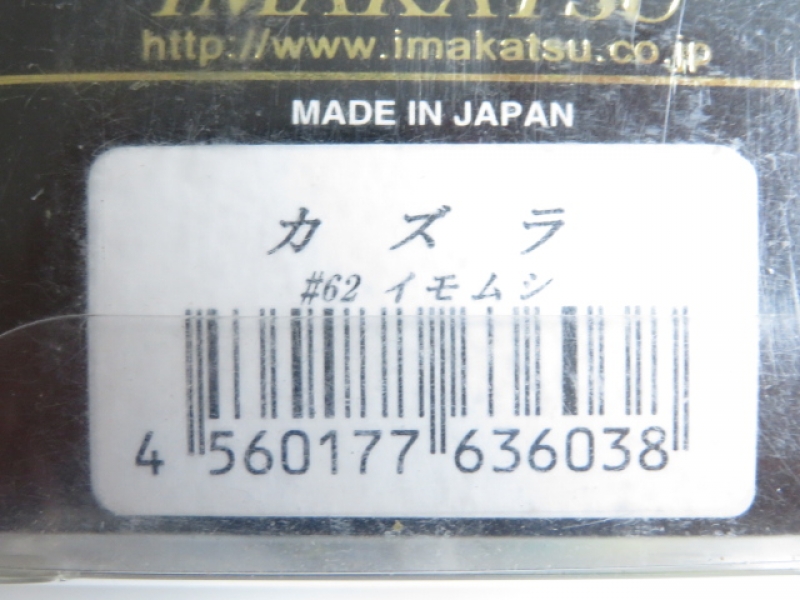 IMAKATSU
http://www.imakatsu.co.jp
MADE IN JAPAN
カズラ
#62 イモムシ
4 560177 636038